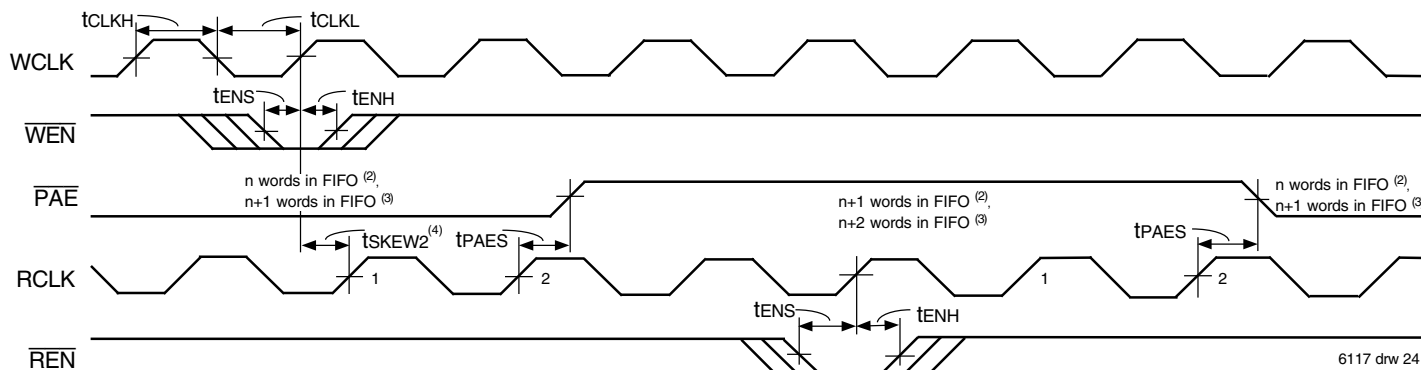 tCLKH tCLKL
WCLK
tENS tENH
WEN
n words in FIFO (2),
n+1 words in FIFO (3)
PAE
n+1 words in FIFO (2),
n+2 words in FIFO (3)
n words in FIFO (2),
n+1 words in FIFO (3
tSKEW2(4) tPAES tPAES
RCLK 1 2 1 2
tENS tENH
REN
6117 drw 24